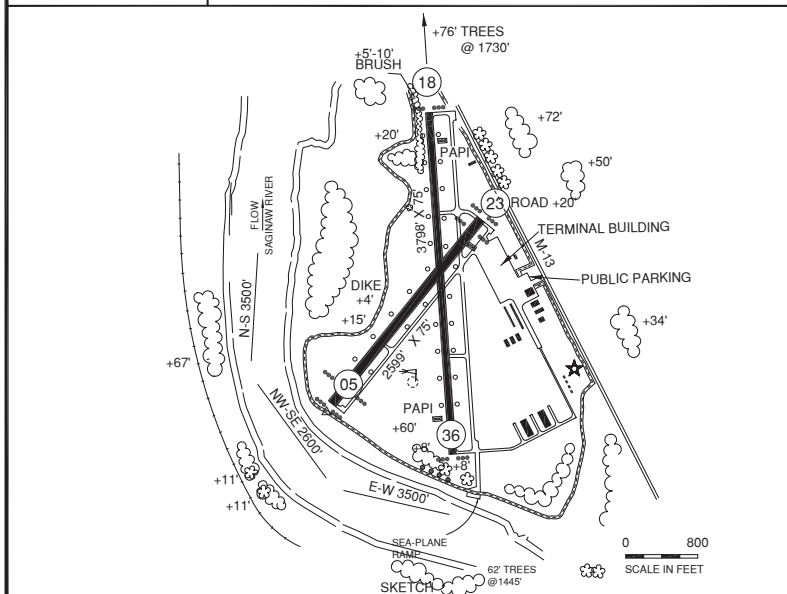 +76' TREES
@ 1730'
+5'-10'
BRUSH
18
+72'
+20'
PAPI
+50'
23
ROAD +20'
TERMINAL BUILDING
M-13
PUBLIC PARKING
3798' X 75'
FLOW
SAGINAW RIVER
N-S 3500'
DIKE
+4'
+15'
+34'
2599' X 75'
+67'
05
NW-SE 2600'
PAPI
+60'
36
+8'
+8'
E-W 3500'
+11'
+11'
SEA-PLANE
RAMP
62' TREES
@1445'
SKETCH
0 800
SCALE IN FEET